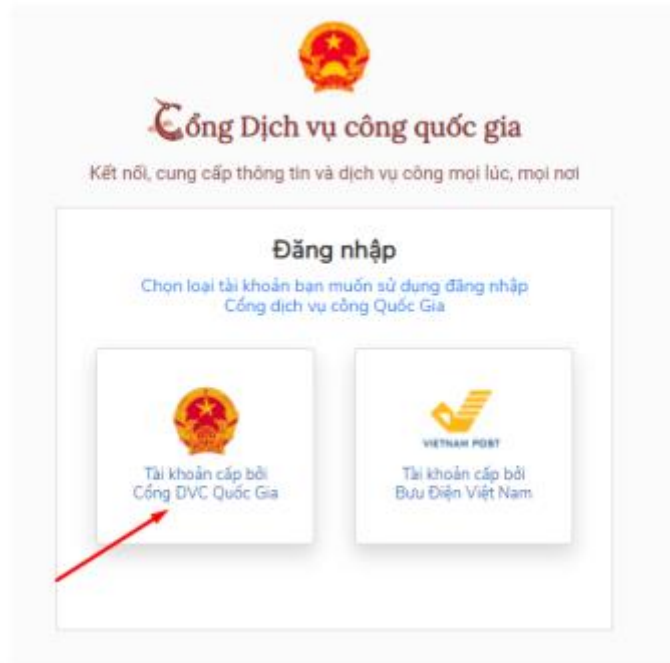 Cổng Dịch vụ công quốc gia
Kết nối, cung cấp thông tin và dịch vụ công mọi lúc, mọi nơi
Đăng nhập
Chọn loại tài khoản bạn muốn sử dụng đăng nhập
Cổng dịch vụ công Quốc Gia
Tài khoản cấp bởi
Cổng DVC Quốc Gia
VIETNAM POST
Tài khoản cấp bởi
Bưu Điện Việt Nam